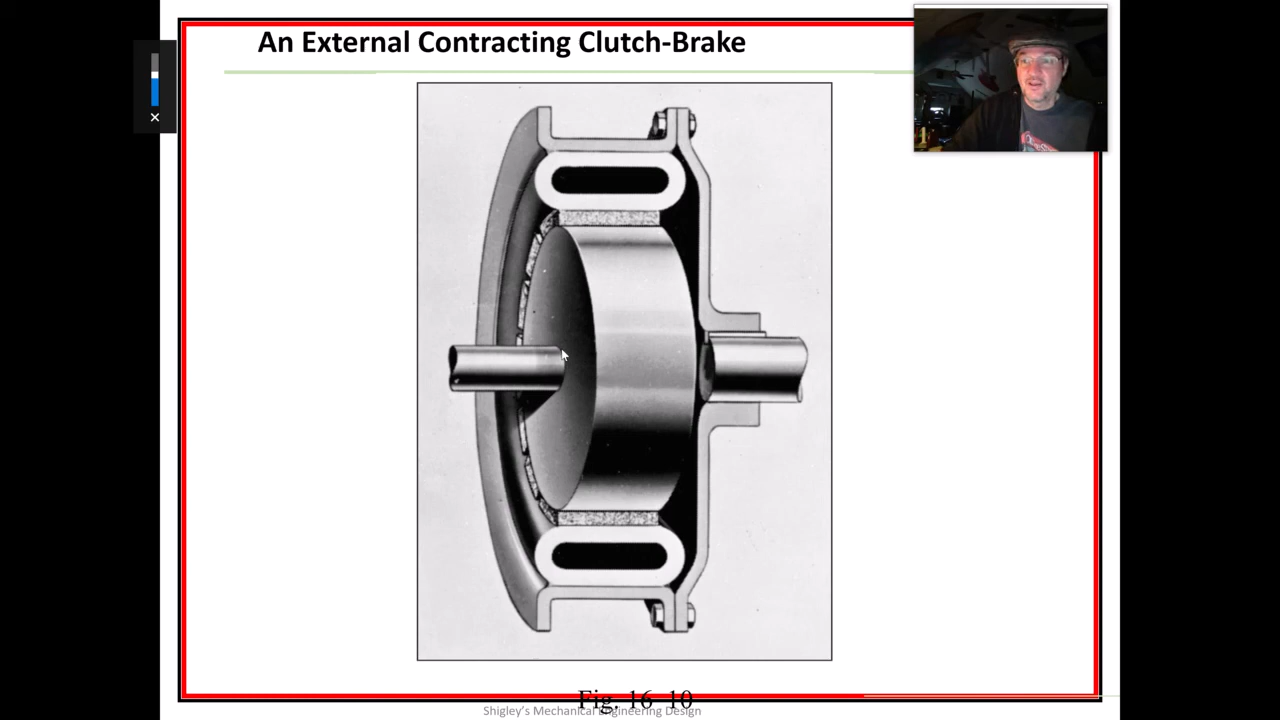 An External Contracting Clutch-Brake
Fig. 16–10
Shigley's Mechanical Engineering Design